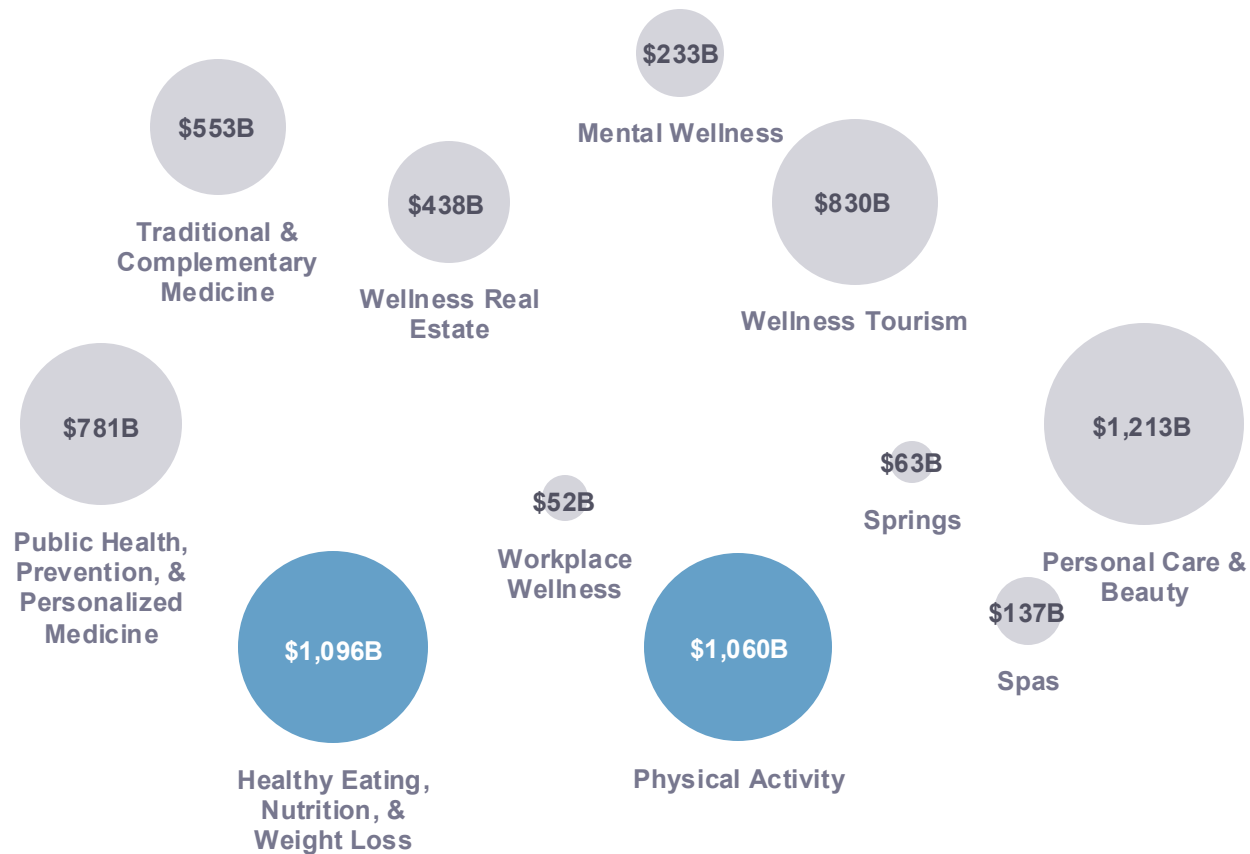 $233B
Mental Wellness
$553B
Traditional &
Complementary
Medicine
$438B
Wellness Real
Estate
$830B
Wellness Tourism
$781B
Public Health,
Prevention, &
Personalized
Medicine
$1,213B
Personal Care &
Beauty
$63B
Springs
$52B
Workplace
Wellness
$137B
Spas
$1,096B
Healthy Eating,
Nutrition, &
Weight Loss
$1,060B
Physical Activity